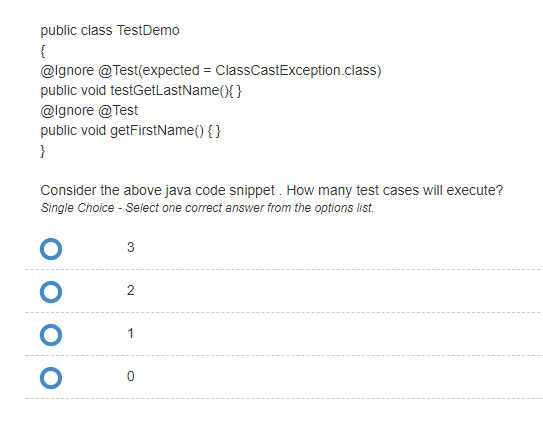 public class TestDemo
{
@Ignore @Test(expected = ClassCastException.class)
public void testGetLastName(){ }
@Ignore @Test
public void getFirstName() { }
}
Consider the above java code snippet . How many test cases will execute?
Single Choice - Select one correct answer from the options list.
3
2
1
0